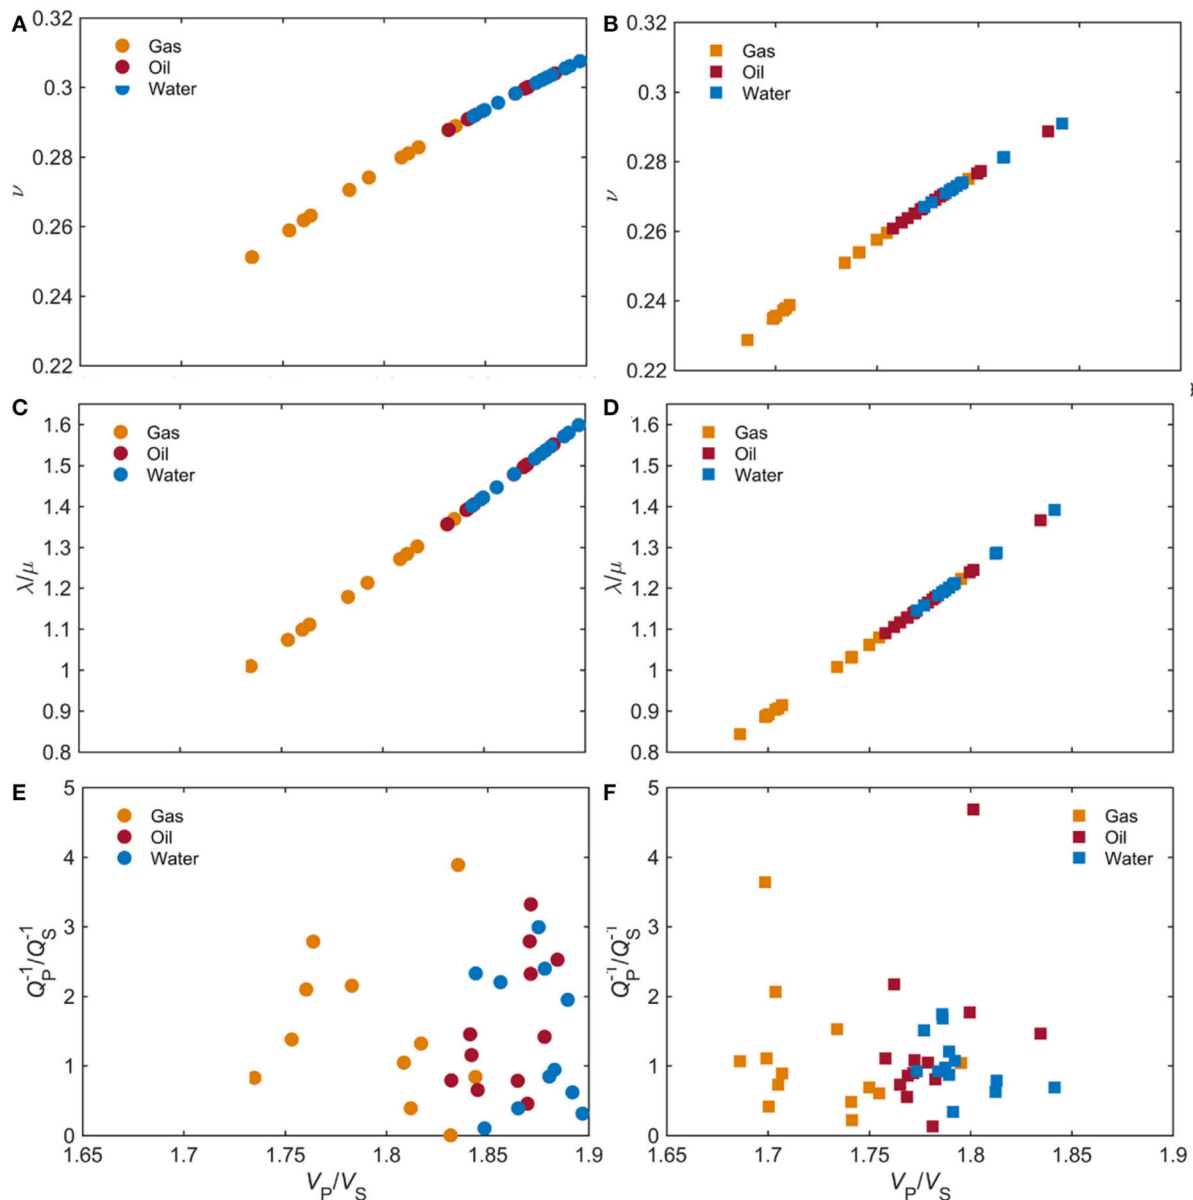 A
0.32
0.3
0.28
0.26
0.24
0.22
ν
Gas
Oil
Water
B
0.32
0.3
0.28
0.26
0.24
0.22
ν
Gas
Oil
Water
C
1.6
1.5
1.4
1.3
1.2
1.1
1
0.9
0.8
λ/μ
Gas
Oil
Water
D
1.6
1.5
1.4
1.3
1.2
1.1
1
0.9
0.8
λ/μ
Gas
Oil
Water
E
5
4
3
2
1
0
Q_P^-1/Q_S^-1
Gas
Oil
Water
1.65 1.7 1.75 1.8 1.85 1.9
V_P/V_S
F
5
4
3
2
1
0
Q_P^-1/Q_S^-1
Gas
Oil
Water
1.65 1.7 1.75 1.8 1.85 1.9
V_P/V_S